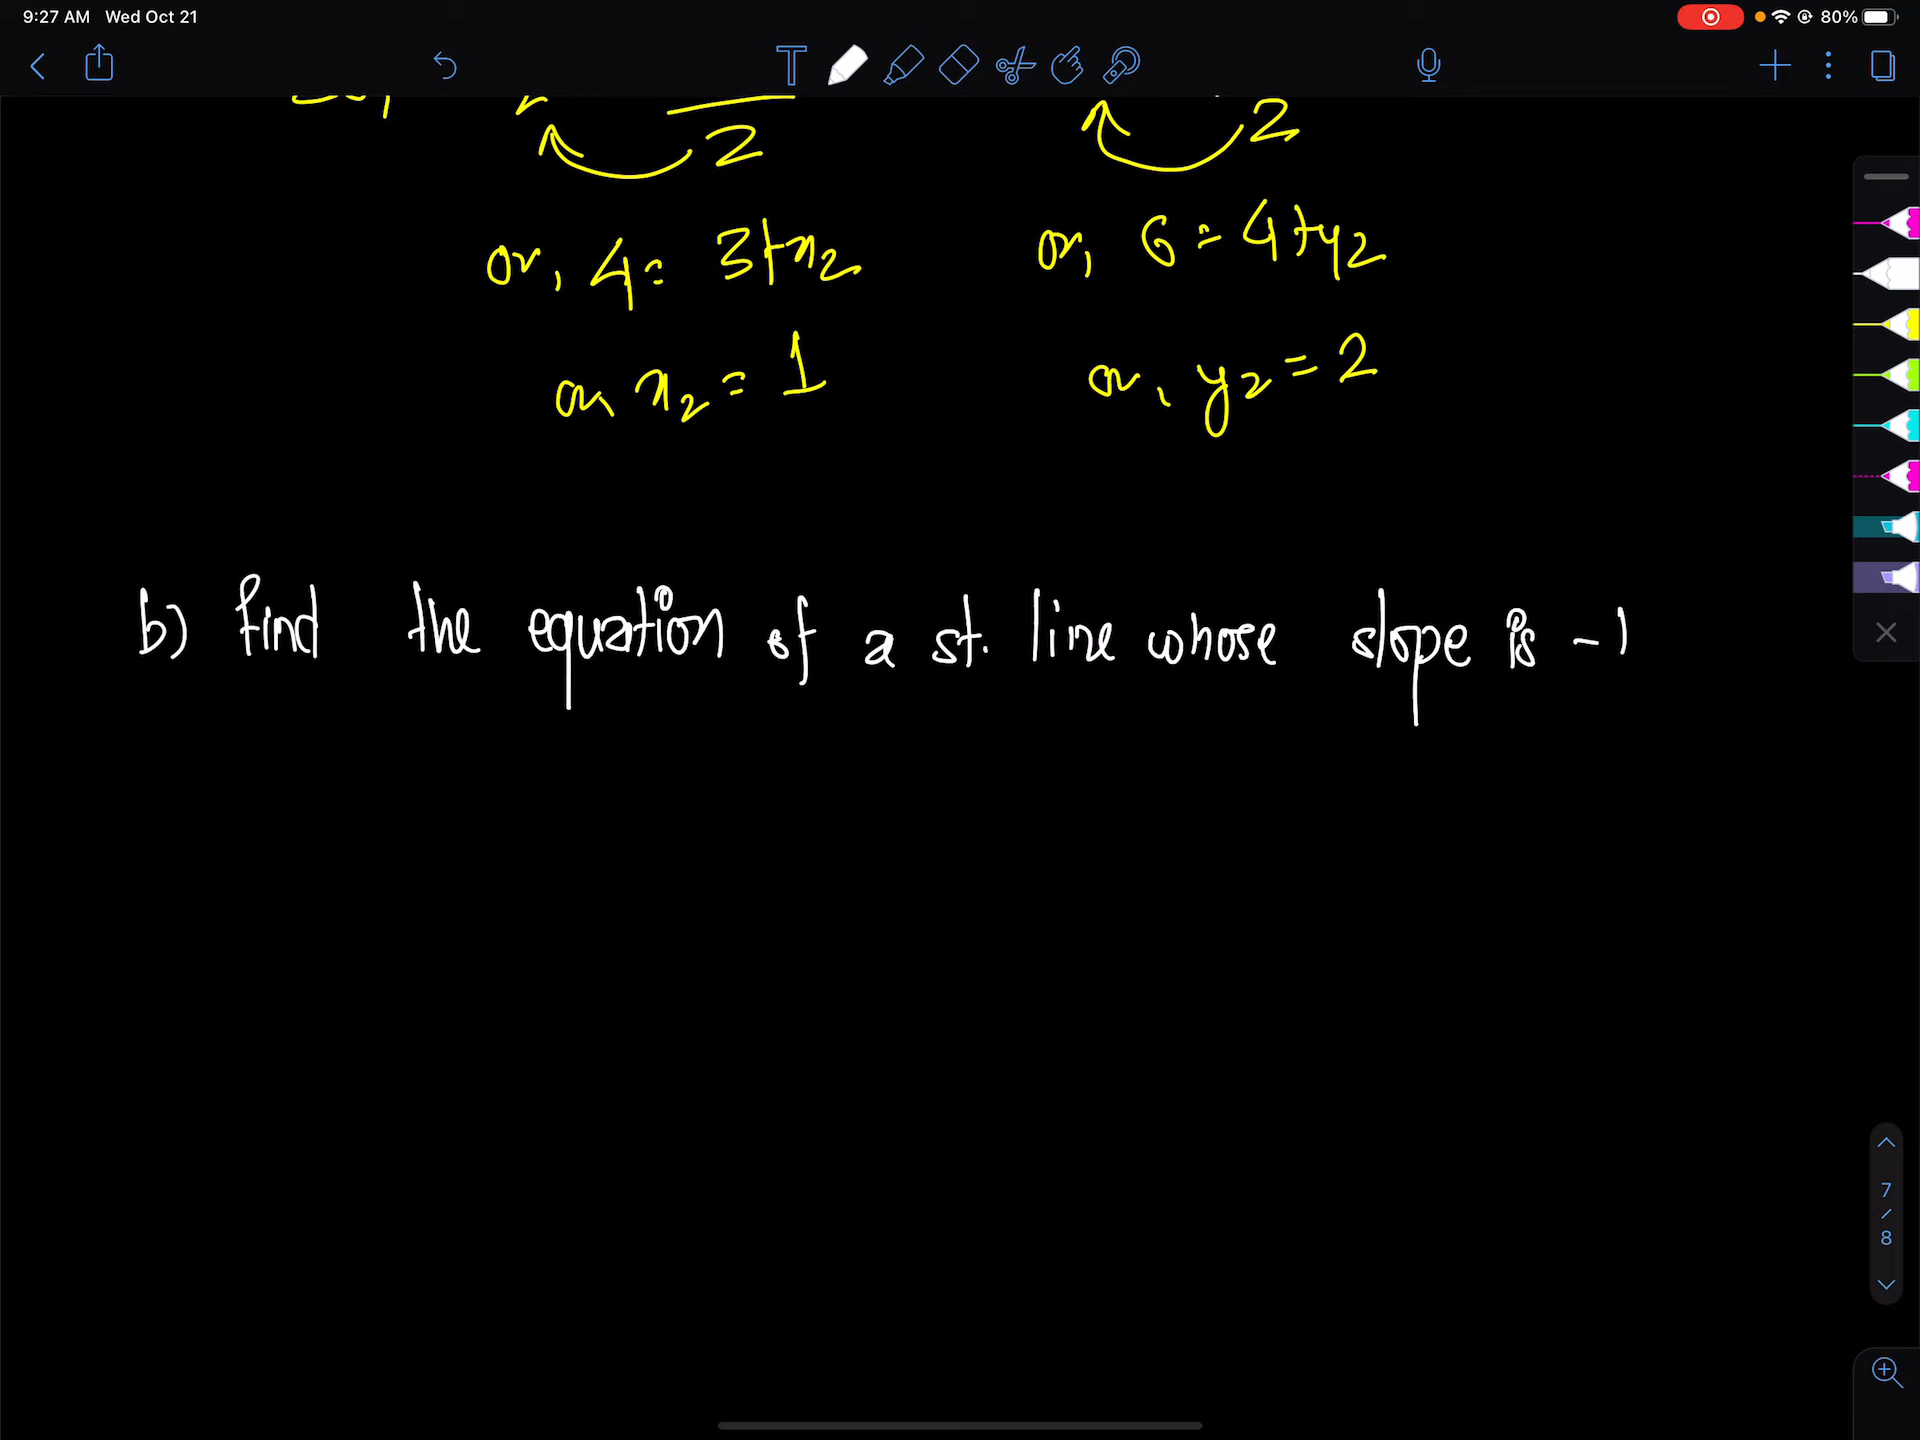 9:27 AM Wed Oct 21
80%
2 2
or, 4 = 3+x2 or, 6 = 4+y2
or, x2 = 1 or, y2 = 2
b) find the equation of a st. line whose slope is -1
7
/
8